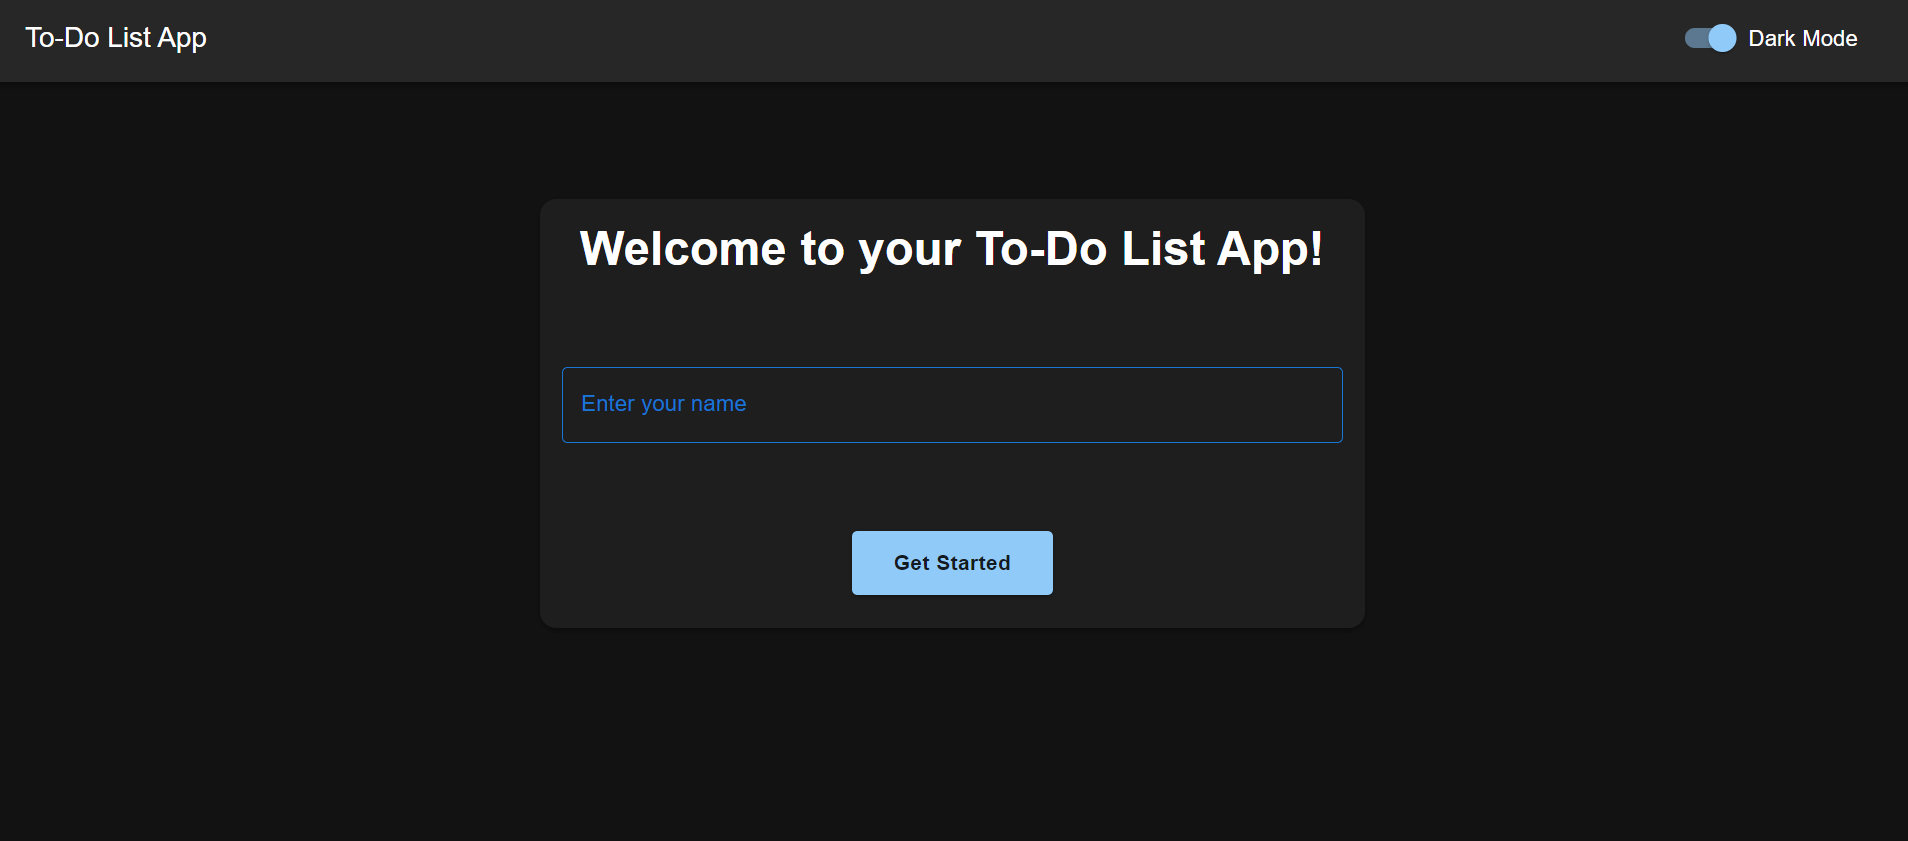 To-Do List App
Dark Mode
Welcome to your To-Do List App!
Enter your name
Get Started